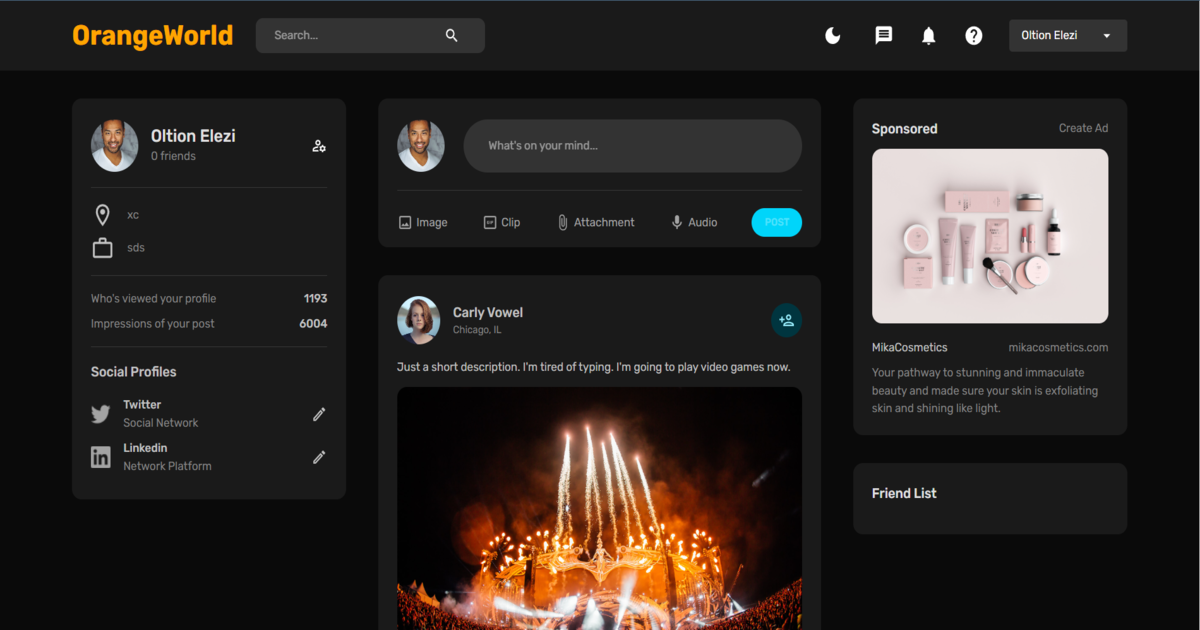 OrangeWorld
Search...
Oltion Elezi
Oltion Elezi
0 friends
xc
sds
Who's viewed your profile 1193
Impressions of your post 6004
Social Profiles
Twitter
Social Network
Linkedin
Network Platform
What's on your mind...
Image Clip Attachment Audio POST
Carly Vowel
Chicago, IL
Just a short description. I'm tired of typing. I'm going to play video games now.
Sponsored Create Ad
MikaCosmetics mikacosmetics.com
Your pathway to stunning and immaculate
beauty and made sure your skin is exfoliating
skin and shining like light.
Friend List